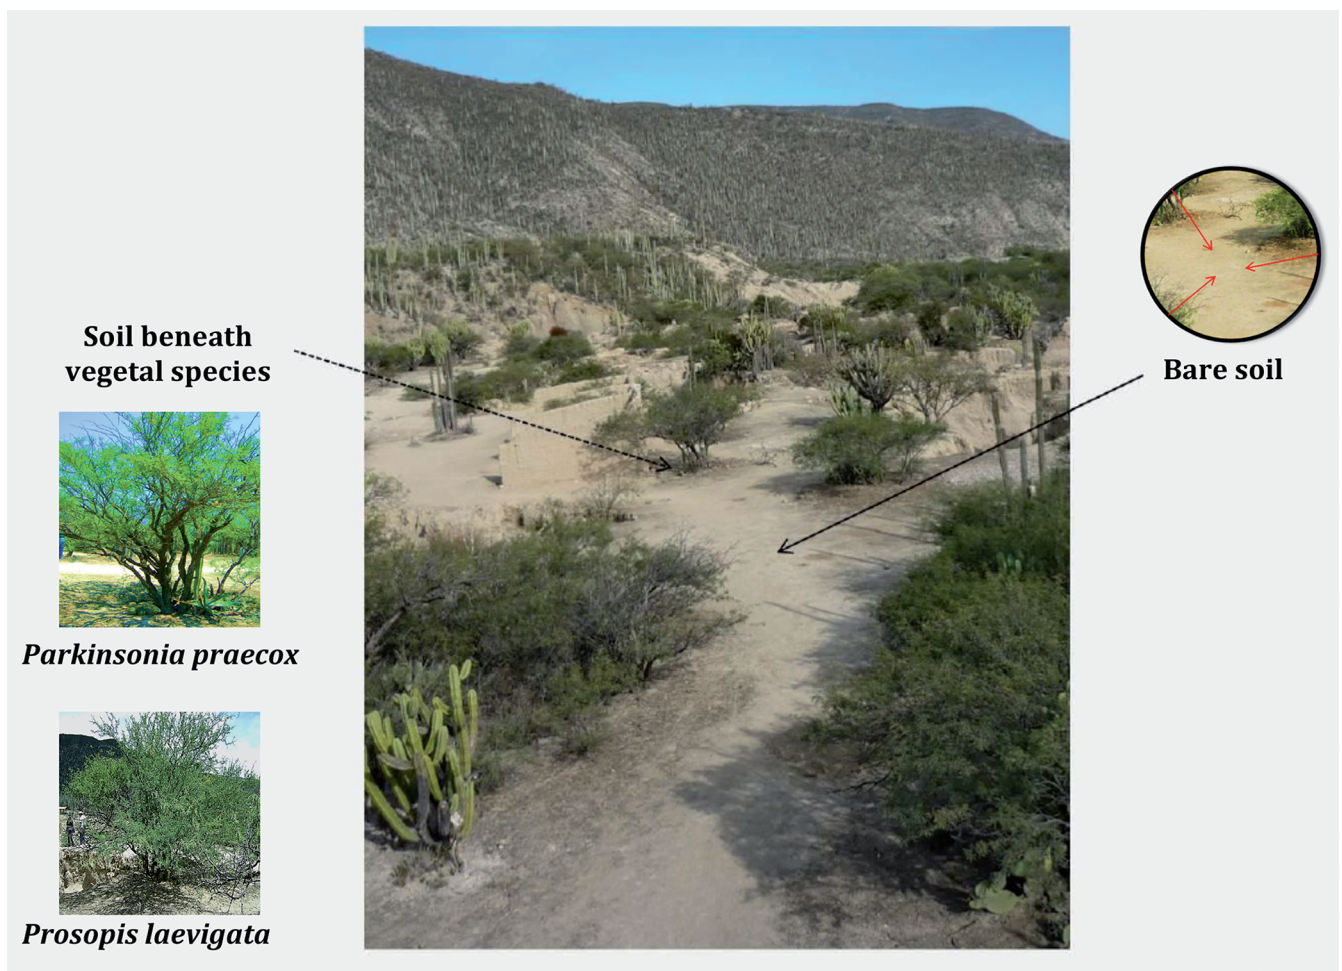 Soil beneath
vegetal species
Parkinsonia praecox
Prosopis laevigata
Bare soil